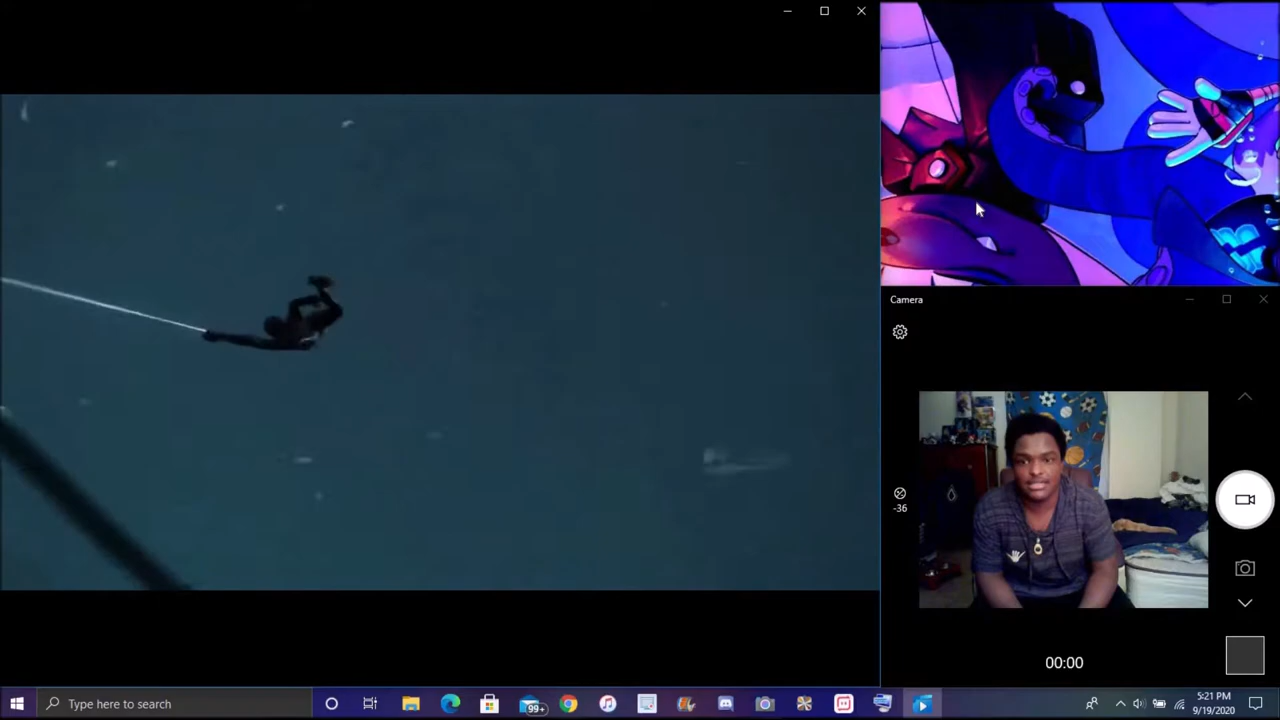 Camera
-36
00:00
Type here to search
99+
5:21 PM
9/19/2020